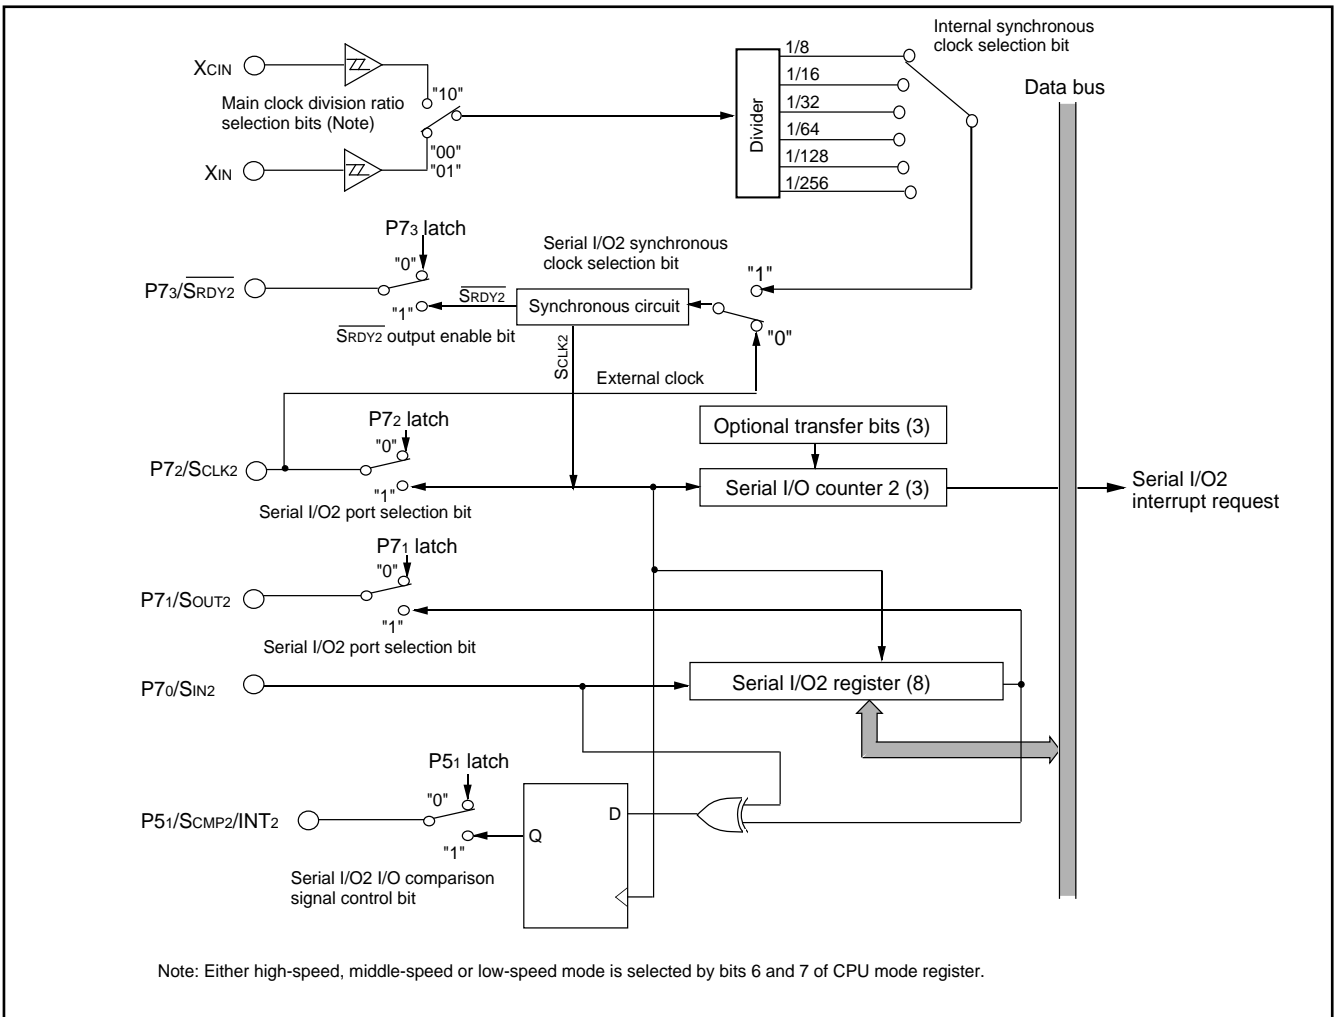 Internal synchronous
clock selection bit
XCIN
Main clock division ratio
selection bits (Note)
"10"
"00"
"01"
XIN
Divider
1/8
1/16
1/32
1/64
1/128
1/256
Data bus
P73 latch
"0"
P73/SRDY2
"1"
SRDY2
SRDY2 output enable bit
Serial I/O2 synchronous
clock selection bit
Synchronous circuit
"1"
"0"
SCLK2
External clock
P72 latch
"0"
P72/SCLK2
"1"
Serial I/O2 port selection bit
Optional transfer bits (3)
Serial I/O counter 2 (3)
Serial I/O2
interrupt request
P71 latch
"0"
P71/SOUT2
"1"
Serial I/O2 port selection bit
P70/SIN2
Serial I/O2 register (8)
P51 latch
"0"
P51/SCMP2/INT2
"1"
D
Q
Serial I/O2 I/O comparison
signal control bit
Note: Either high-speed, middle-speed or low-speed mode is selected by bits 6 and 7 of CPU mode register.